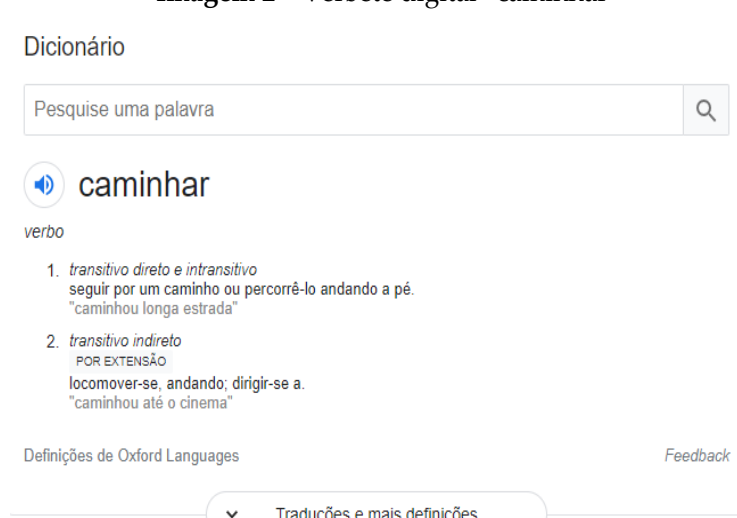 Dicionário
Pesquise uma palavra
caminhar
verbo
1. transitivo direto e intransitivo
seguir por um caminho ou percorrê-lo andando a pé.
"caminhou longa estrada"
2. transitivo indireto
POR EXTENSÃO
locomover-se, andando; dirigir-se a.
"caminhou até o cinema"
Definições de Oxford Languages Feedback
Traduções e mais definições